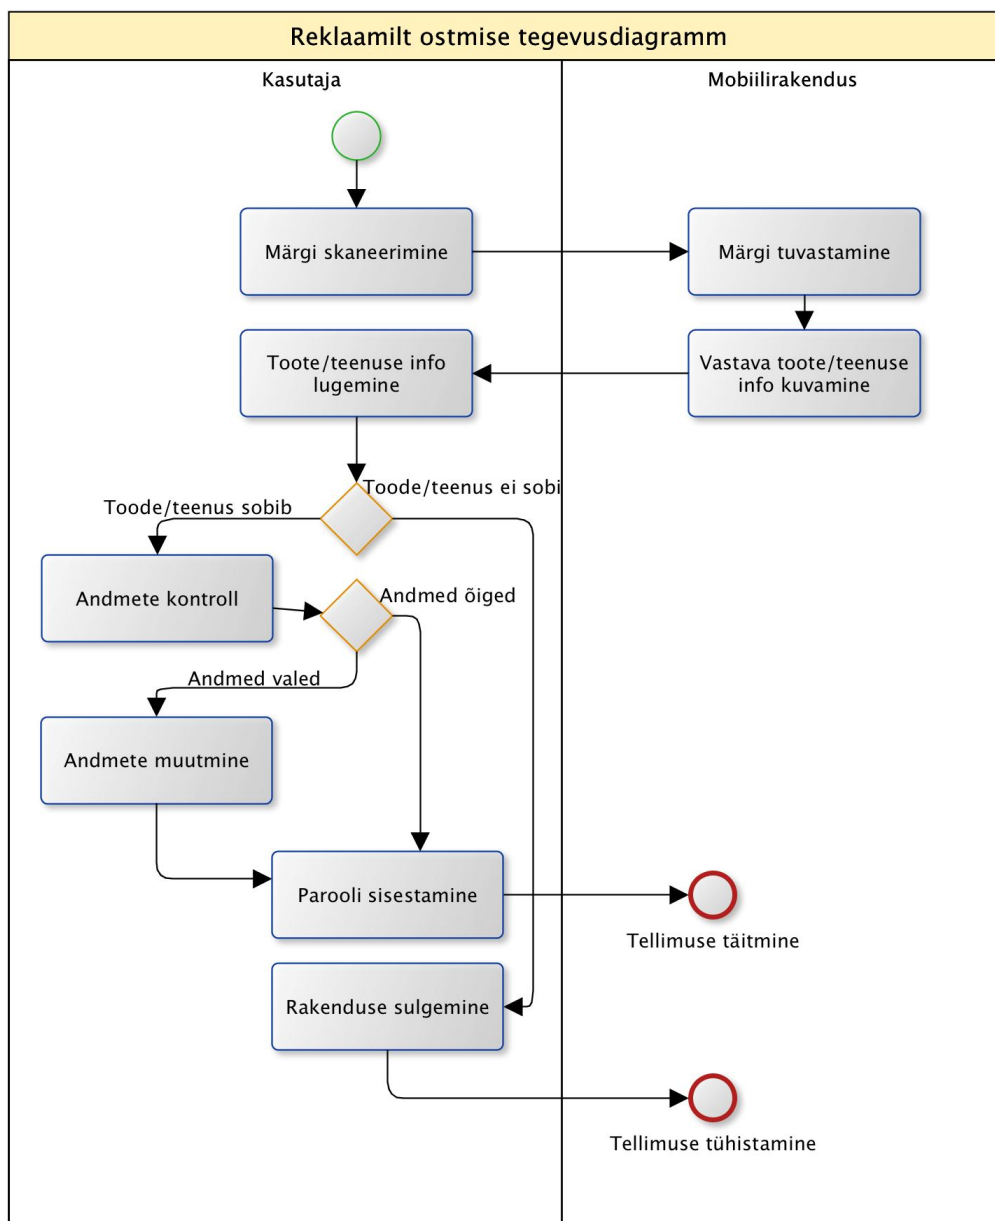 Reklaamilt ostmise tegevusdiagramm
Kasutaja
Mobiilirakendus
Märgi skaneerimine
Märgi tuvastamine
Toote/teenuse info
lugemine
Vastava toote/teenuse
info kuvamine
Toode/teenus ei sobi
Toode/teenus sobib
Andmete kontroll
Andmed õiged
Andmed valed
Andmete muutmine
Parooli sisestamine
Tellimuse täitmine
Rakenduse sulgemine
Tellimuse tühistamine